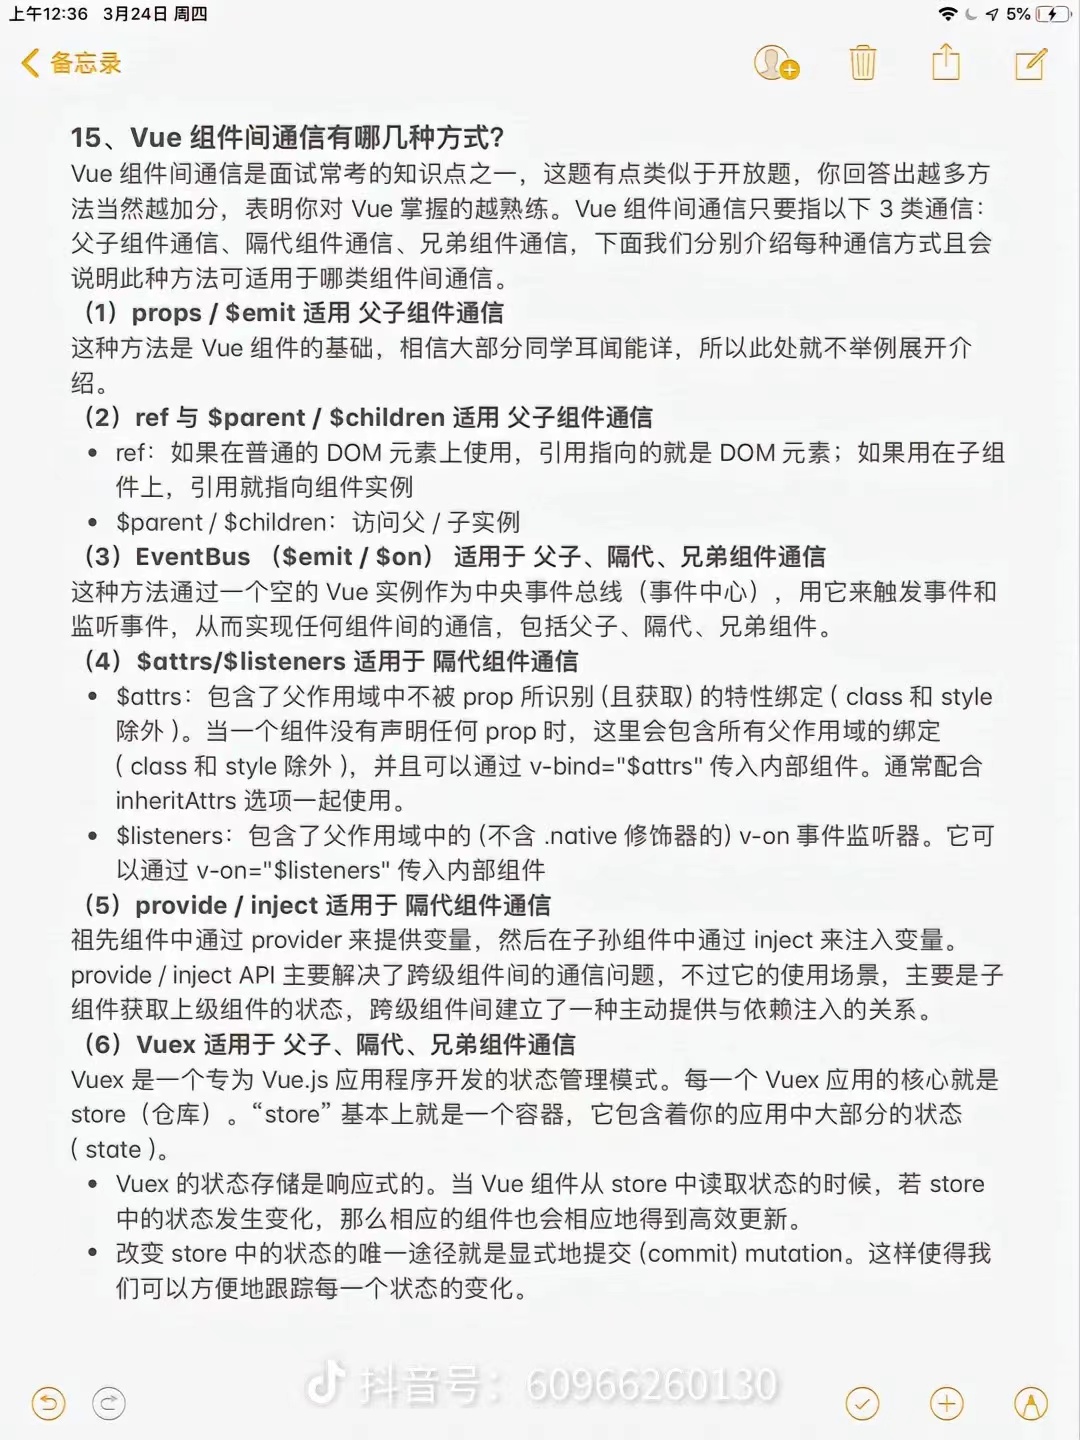 上午12:36 3月24日 周四
5%
备忘录
15、Vue 组件间通信有哪几种方式?
Vue 组件间通信是面试常考的知识点之一，这题有点类似于开放题，你回答出越多方
法当然越加分，表明你对 Vue 掌握的越熟练。Vue 组件间通信只要指以下 3 类通信：
父子组件通信、隔代组件通信、兄弟组件通信，下面我们分别介绍每种通信方式且会
说明此种方法可适用于哪类组件间通信。
（1）props / $emit 适用 父子组件通信
这种方法是 Vue 组件的基础，相信大部分同学耳闻能详，所以此处就不举例展开介
绍。
（2）ref 与 $parent / $children 适用 父子组件通信
• ref：如果在普通的 DOM 元素上使用，引用指向的就是 DOM 元素；如果用在子组
件上，引用就指向组件实例
• $parent / $children：访问父 / 子实例
（3）EventBus （$emit / $on） 适用于 父子、隔代、兄弟组件通信
这种方法通过一个空的 Vue 实例作为中央事件总线（事件中心），用它来触发事件和
监听事件，从而实现任何组件间的通信，包括父子、隔代、兄弟组件。
（4）$attrs/$listeners 适用于 隔代组件通信
• $attrs：包含了父作用域中不被 prop 所识别 (且获取) 的特性绑定 ( class 和 style
除外 )。当一个组件没有声明任何 prop 时，这里会包含所有父作用域的绑定
( class 和 style 除外 )，并且可以通过 v-bind="$attrs" 传入内部组件。通常配合
inheritAttrs 选项一起使用。
• $listeners：包含了父作用域中的 (不含 .native 修饰器的) v-on 事件监听器。它可
以通过 v-on="$listeners" 传入内部组件
（5）provide / inject 适用于 隔代组件通信
祖先组件中通过 provider 来提供变量，然后在子孙组件中通过 inject 来注入变量。
provide / inject API 主要解决了跨级组件间的通信问题，不过它的使用场景，主要是子
组件获取上级组件的状态，跨级组件间建立了一种主动提供与依赖注入的关系。
（6）Vuex 适用于 父子、隔代、兄弟组件通信
Vuex 是一个专为 Vue.js 应用程序开发的状态管理模式。每一个 Vuex 应用的核心就是
store（仓库）。“store” 基本上就是一个容器，它包含着你的应用中大部分的状态
( state )。
• Vuex 的状态存储是响应式的。当 Vue 组件从 store 中读取状态的时候，若 store
中的状态发生变化，那么相应的组件也会相应地得到高效更新。
• 改变 store 中的状态的唯一途径就是显式地提交 (commit) mutation。这样使得我
们可以方便地跟踪每一个状态的变化。
抖音号：60966260130